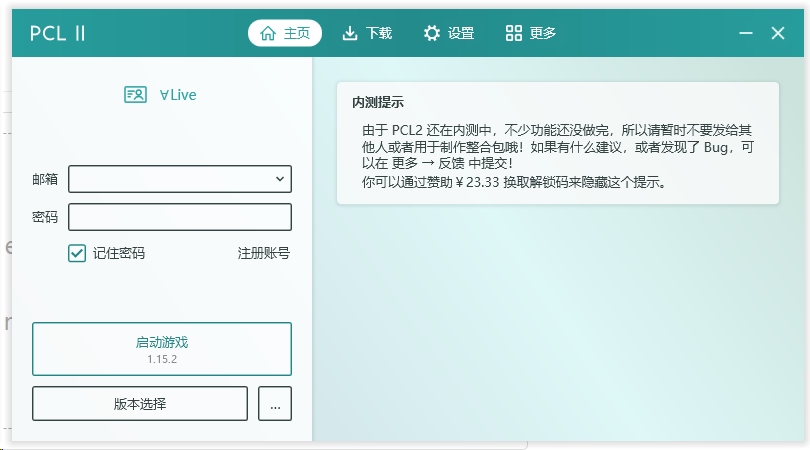 PCL II
主页 下载 设置 更多
∀Live
邮箱
密码
记住密码 注册账号
启动游戏
1.15.2
版本选择 ...
内测提示
由于 PCL2 还在内测中，不少功能还没做完，所以请暂时不要发给其
他人或者用于制作整合包哦！如果有什么建议，或者发现了 Bug，可
以在 更多 → 反馈 中提交！
你可以通过赞助￥23.33 换取解锁码来隐藏这个提示。